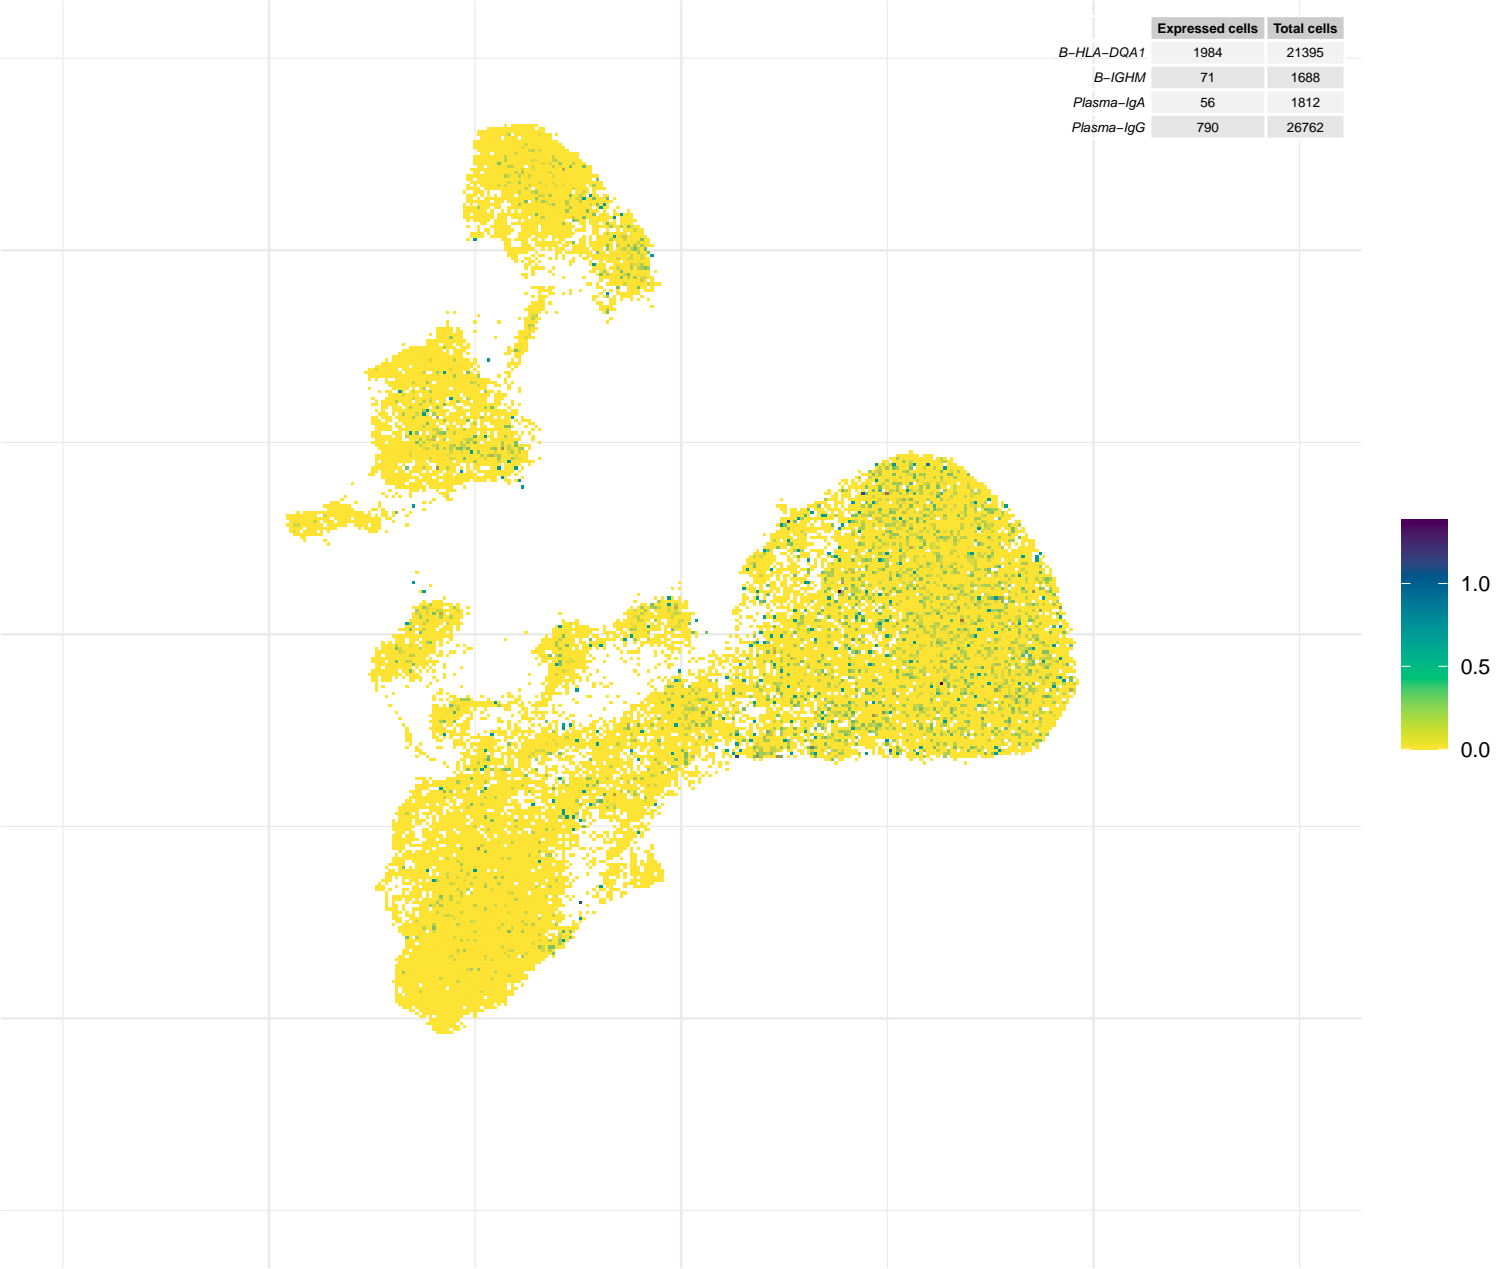 Expressed cells Total cells
B−HLA−DQA1 1984 21395
B−IGHM 71 1688
Plasma−IgA 56 1812
Plasma−IgG 790 26762
1.0
0.5
0.0